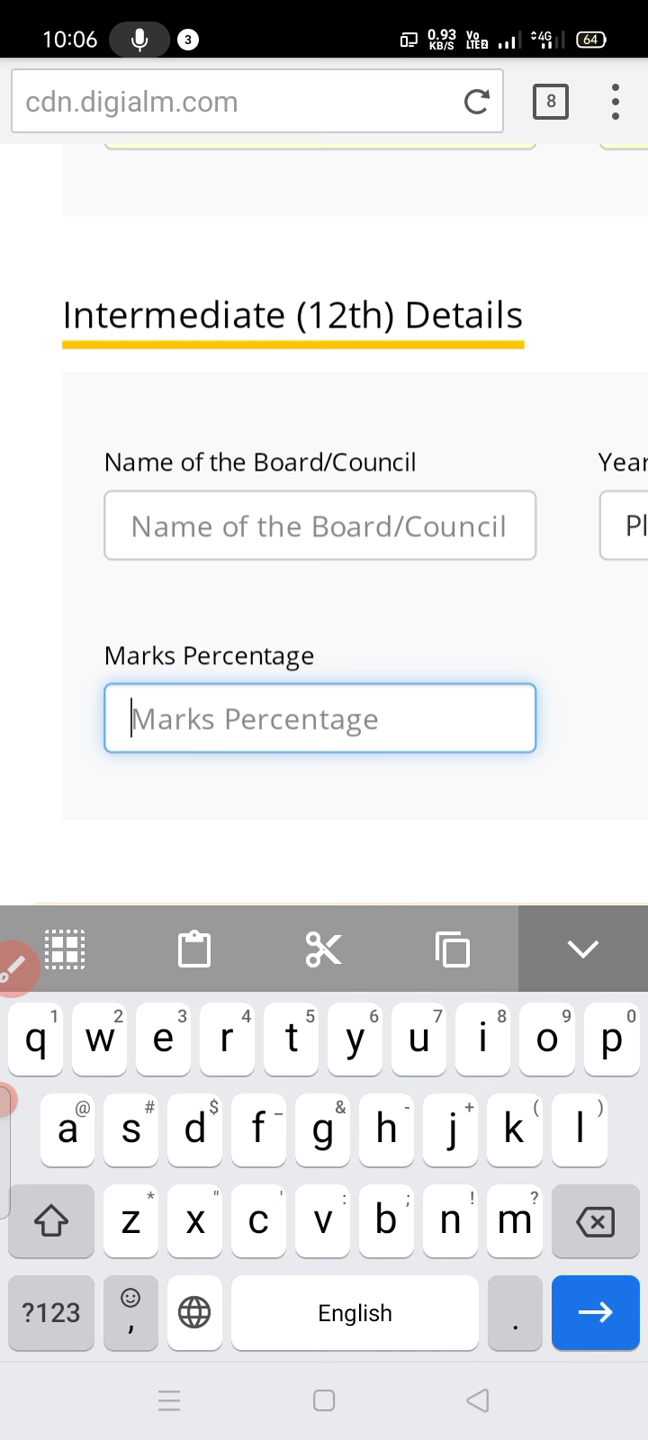 10:06 3 0.93 KB/S Vo LTE2 4G 64
cdn.digialm.com 8
Intermediate (12th) Details
Name of the Board/Council Year
Name of the Board/Council Pl
Marks Percentage
Marks Percentage
q 1 w 2 e 3 r 4 t 5 y 6 u 7 i 8 o 9 p 0
a @ s # d $ f _ g & h - j + k ( l )
z * x " c ' v : b ; n ! m ?
?123 , English .